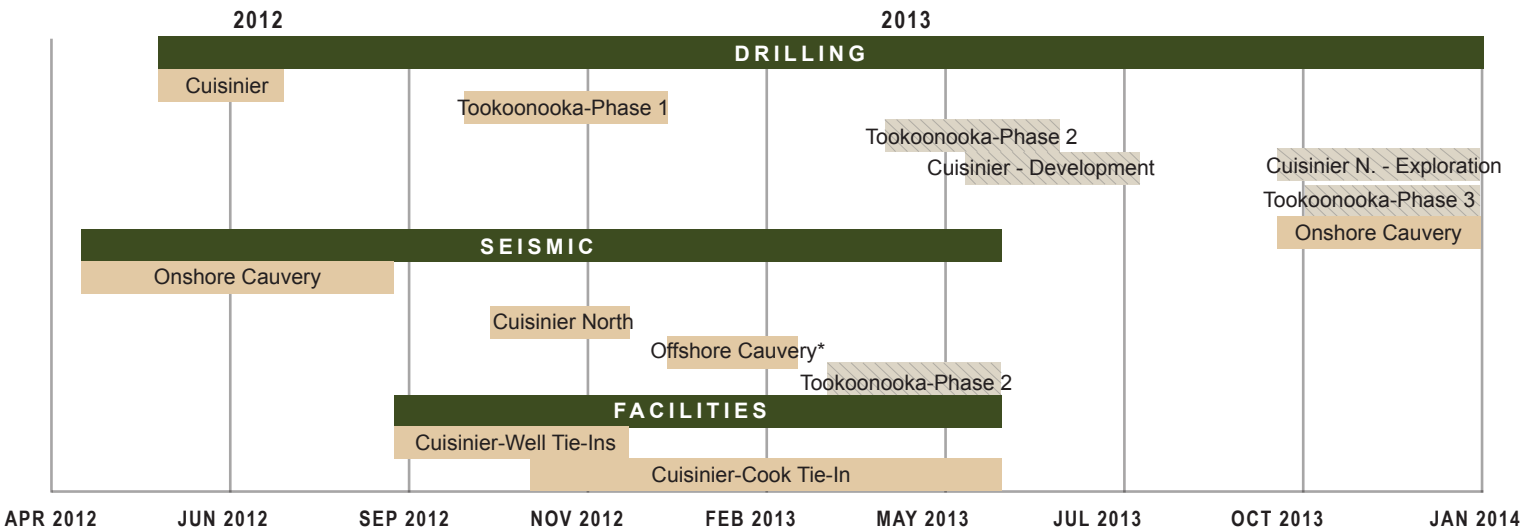 2012
2013
DRILLING
Cuisinier
Tookoonooka-Phase 1
Tookoonooka-Phase 2
Cuisinier - Development
Cuisinier N. - Exploration
Tookoonooka-Phase 3
Onshore Cauvery
SEISMIC
Onshore Cauvery
Cuisinier North
Offshore Cauvery*
Tookoonooka-Phase 2
FACILITIES
Cuisinier-Well Tie-Ins
Cuisinier-Cook Tie-In
APR 2012
JUN 2012
SEP 2012
NOV 2012
FEB 2013
MAY 2013
JUL 2013
OCT 2013
JAN 2014